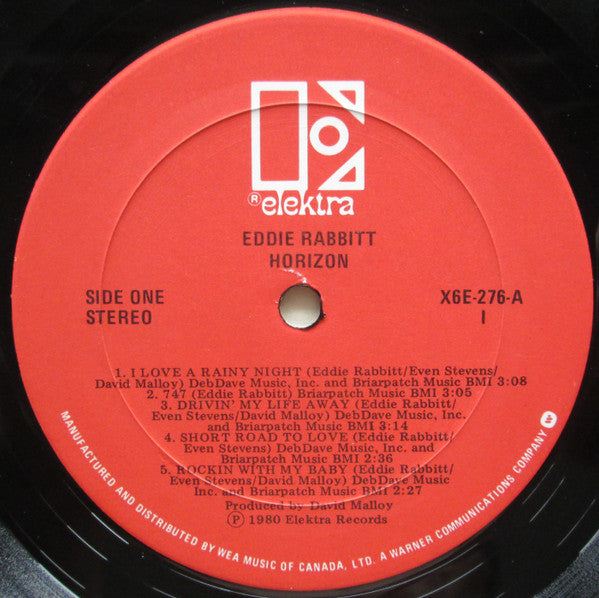 ® elektra
EDDIE RABBITT
HORIZON
SIDE ONE
STEREO
X6E-276-A
I
1. I LOVE A RAINY NIGHT (Eddie Rabbitt/Even Stevens/
David Malloy) DebDave Music, Inc. and Briarpatch Music BMI 3:08
2. 747 (Eddie Rabbitt) Briarpatch Music BMI 3:05
3. DRIVIN' MY LIFE AWAY (Eddie Rabbitt/
Even Stevens/David Malloy) DebDave Music, Inc.
and Briarpatch Music BMI 3:14
4. SHORT ROAD TO LOVE (Eddie Rabbitt/
Even Stevens) DebDave Music, Inc. and
Briarpatch Music BMI 2:36
5. ROCKIN WITH MY BABY (Eddie Rabbitt/
Even Stevens/David Malloy) DebDave Music
Inc. and Briarpatch Music BMI 2:27
Produced by David Malloy
Ⓟ 1980 Elektra Records
MANUFACTURED AND DISTRIBUTED BY WEA MUSIC OF CANADA, LTD. A WARNER COMMUNICATIONS COMPANY